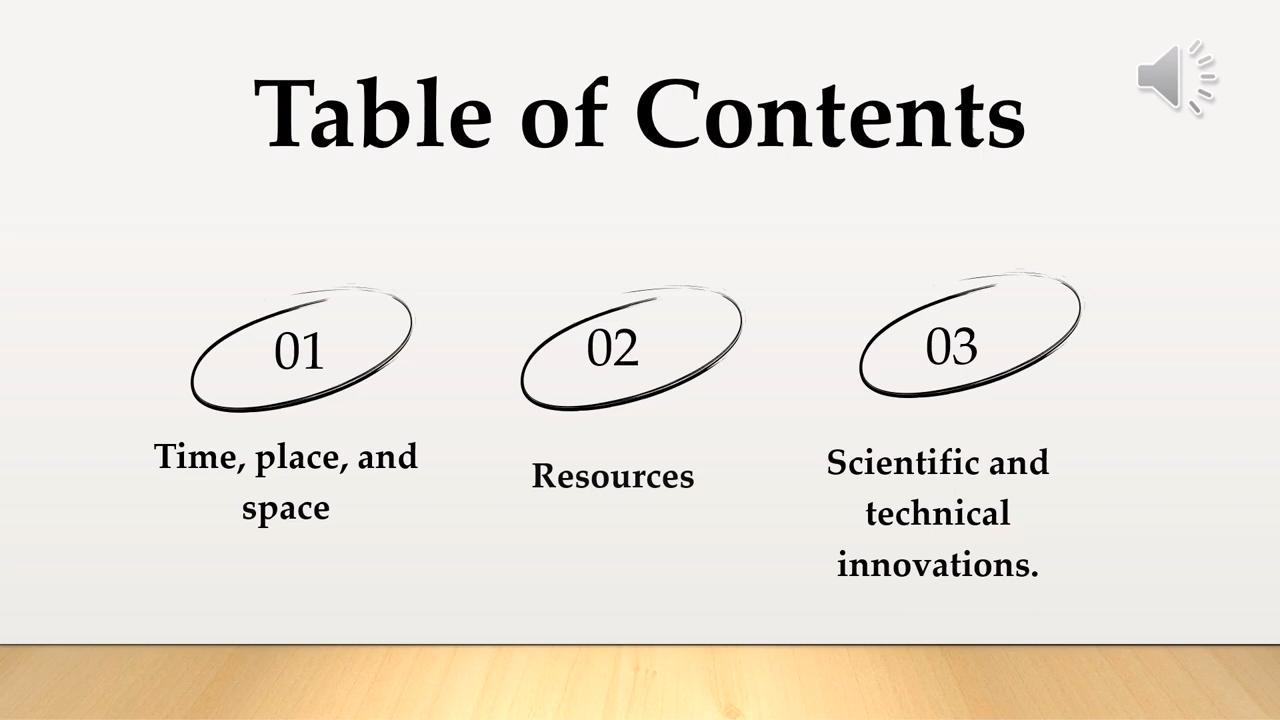 Table of Contents
01
Time, place, and
space
02
Resources
03
Scientific and
technical
innovations.